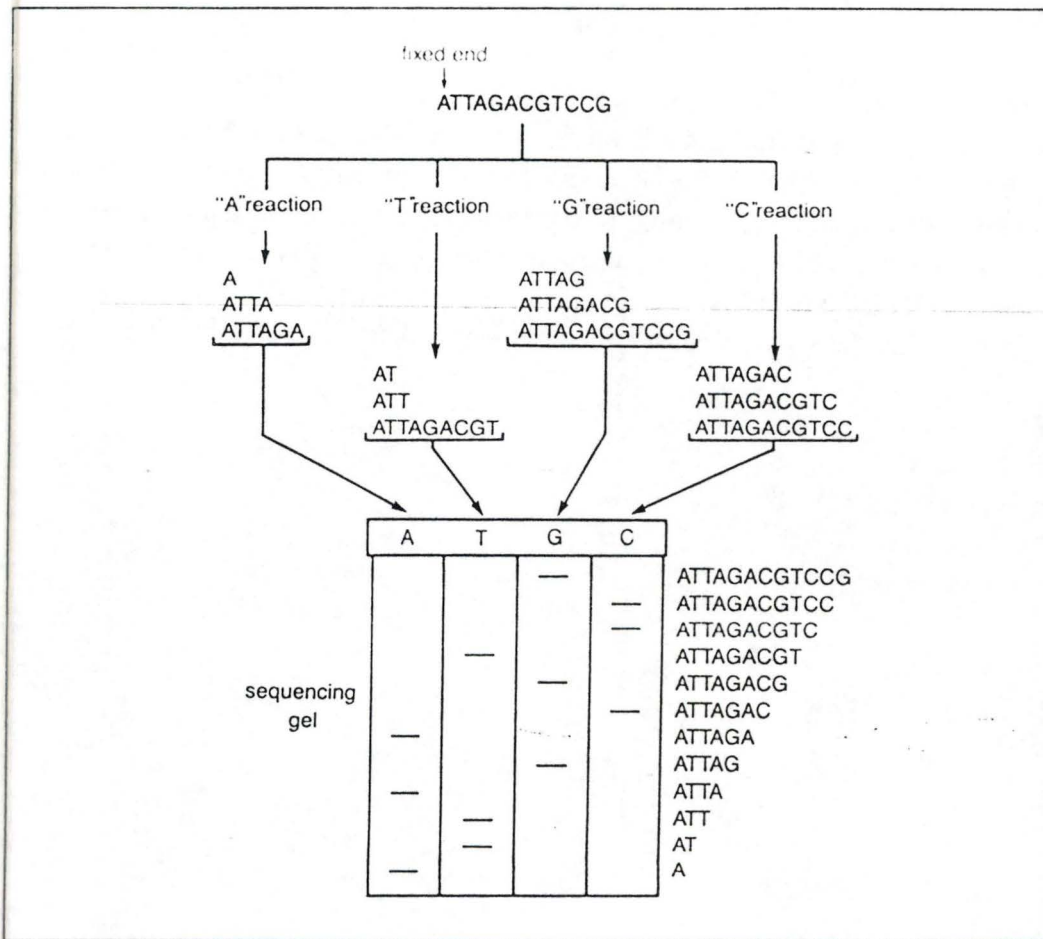 fixed end
ATTAGACGTCCG
"A"reaction
"T"reaction
"G"reaction
"C"reaction
A
ATTA
ATTAGA
ATTAG
ATTAGACG
ATTAGACGTCCG
AT
ATT
ATTAGACGT
ATTAGAC
ATTAGACGTC
ATTAGACGTCC
A T G C
ATTAGACGTCCG
ATTAGACGTCC
ATTAGACGTC
ATTAGACGT
ATTAGACG
ATTAGAC
ATTAGA
ATTAG
ATTA
ATT
AT
A
sequencing
gel